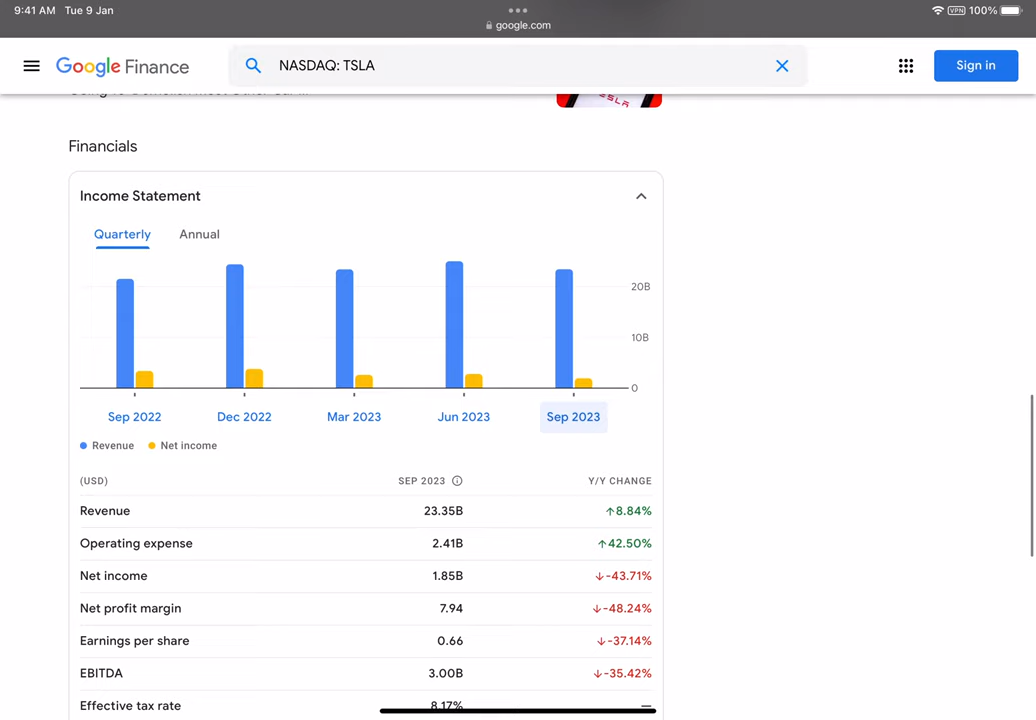 9:41 AM Tue 9 Jan
VPN 100%
google.com
Google Finance
NASDAQ: TSLA
Sign in
TESLA
Financials
Income Statement
Quarterly Annual
20B
10B
0
Sep 2022 Dec 2022 Mar 2023 Jun 2023 Sep 2023
Revenue Net income
(USD) SEP 2023 Y/Y CHANGE
Revenue 23.35B ↑8.84%
Operating expense 2.41B ↑42.50%
Net income 1.85B ↓-43.71%
Net profit margin 7.94 ↓-48.24%
Earnings per share 0.66 ↓-37.14%
EBITDA 3.00B ↓-35.42%
Effective tax rate 8.17% —